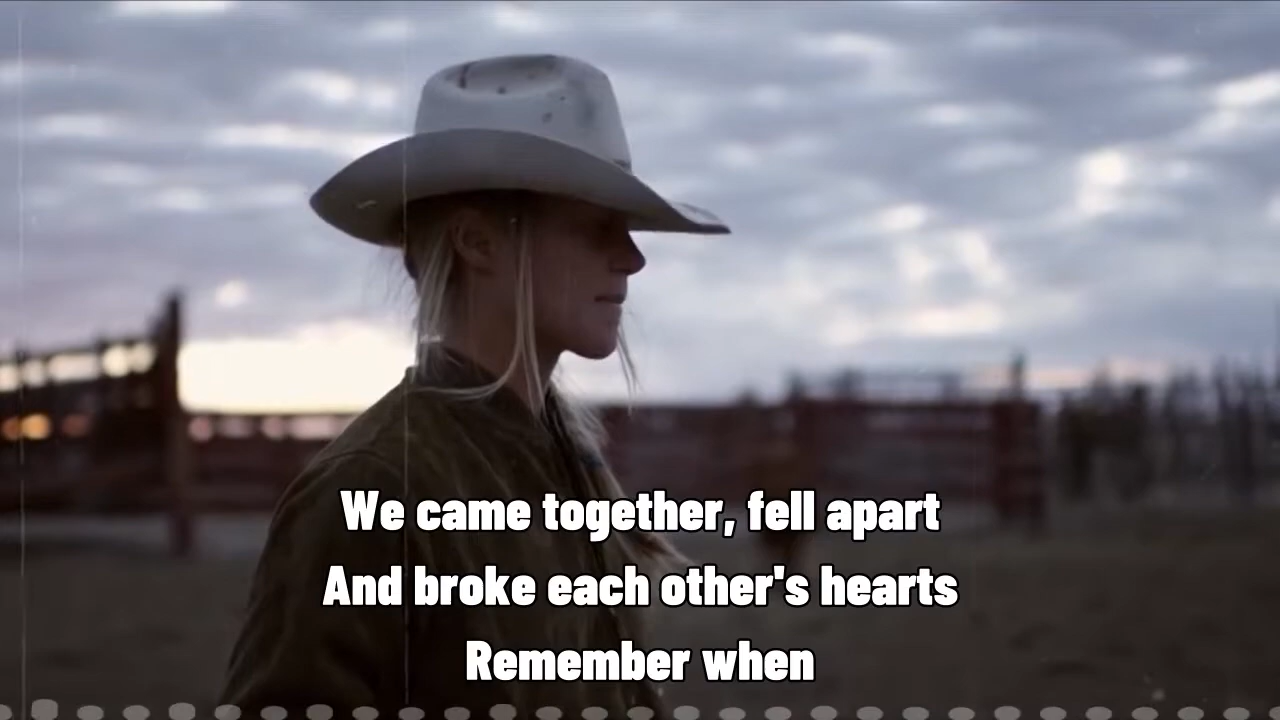 We came together, fell apart
And broke each other's hearts
Remember when